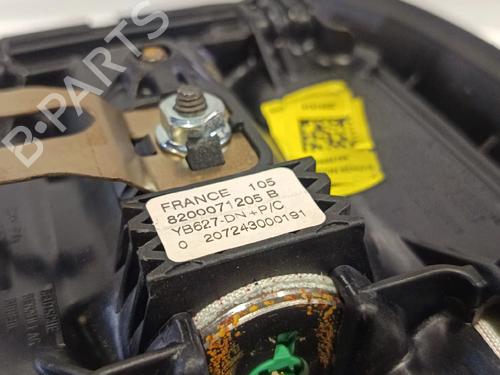 B-PARTS
FRANCE 105
8200071205 B
YB627-DN+P/C
0 207243000191